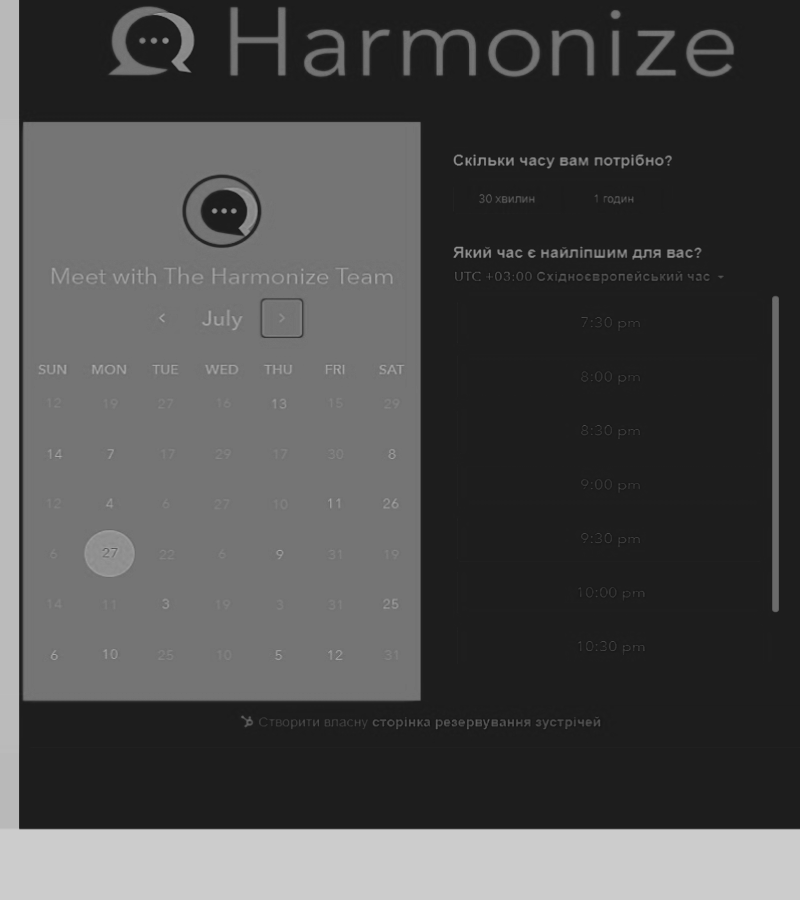 Harmonize
Meet with The Harmonize Team
July
SUN MON TUE WED THU FRI SAT
12 19 27 16 13 15 29
14 7 17 29 17 30 8
12 4 6 27 10 11 26
6 27 22 6 9 31 19
14 11 3 19 3 31 25
6 10 25 10 5 12 31
Скільки часу вам потрібно?
30 хвилин 1 годин
Який час є найліпшим для вас?
UTC +03:00 Східноєвропейський час
7:30 pm
8:00 pm
8:30 pm
9:00 pm
9:30 pm
10:00 pm
10:30 pm
Створити власну сторінка резервування зустрічей